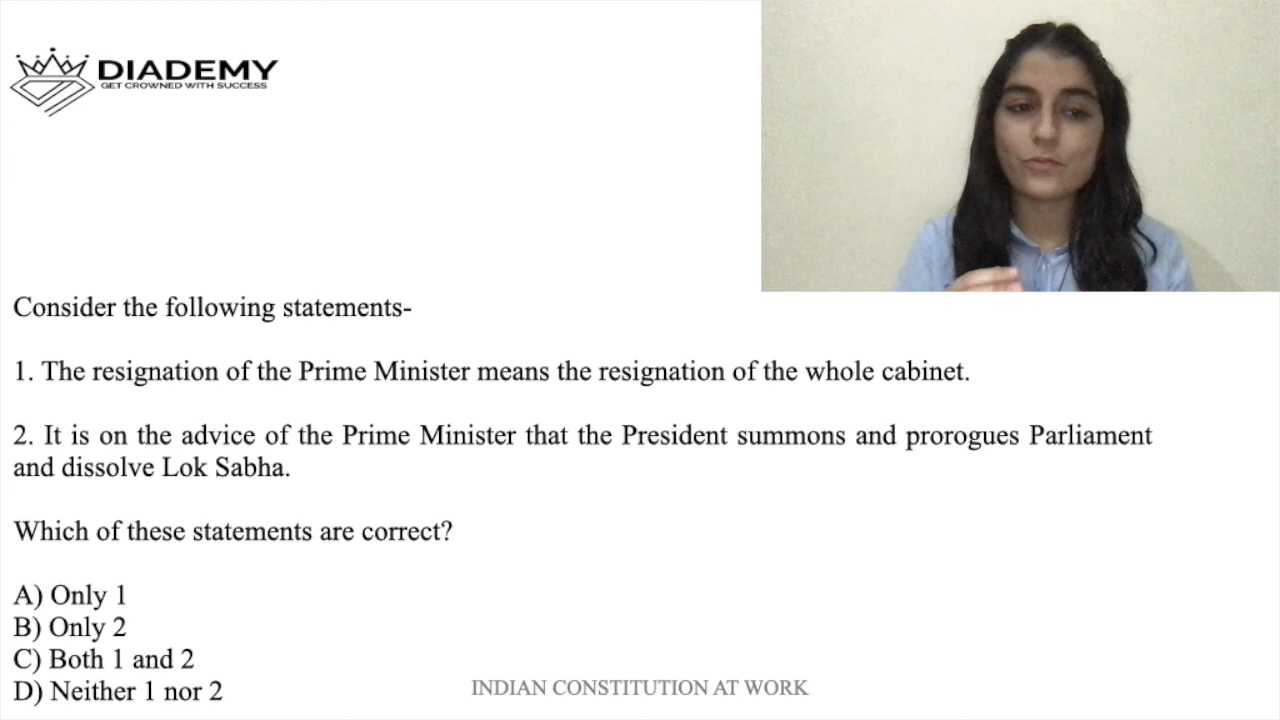 DIADEMY
GET CROWNED WITH SUCCESS
Consider the following statements-
1. The resignation of the Prime Minister means the resignation of the whole cabinet.
2. It is on the advice of the Prime Minister that the President summons and prorogues Parliament
and dissolve Lok Sabha.
Which of these statements are correct?
A) Only 1
B) Only 2
C) Both 1 and 2
D) Neither 1 nor 2
INDIAN CONSTITUTION AT WORK